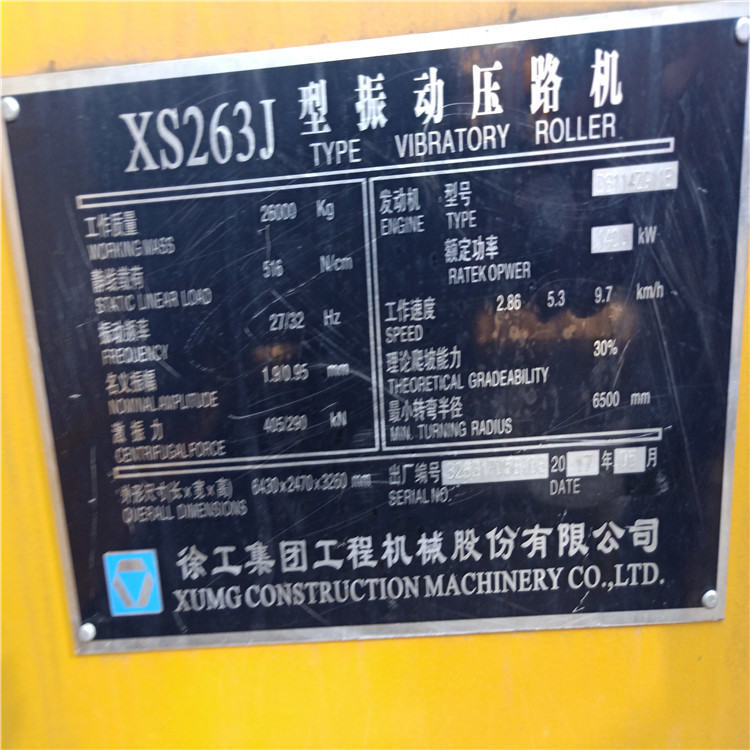 XS263J 型振动压路机
TYPE VIBRATORY ROLLER
工作质量 26000 Kg
WORKING MASS
静线载荷 516 N/cm
STATIC LINEAR LOAD
振动频率 27/32 Hz
FREQUENCY
名义振幅 1.9/0.95 mm
NOMINAL AMPLITUDE
激振力 405/290 kN
CENTRIFUGAL FORCE
发动机 型号
ENGINE TYPE
额定功率 kW
RATEK OPWER
工作速度 2.86 5.3 9.7 km/h
SPEED
理论爬坡能力 30%
THEORETICAL GRADEABILITY
最小转弯半径 6500 mm
MIN. TURNING RADIUS
外形尺寸(长×宽×高) 6430×2470×3260 mm
OVERALL DIMENSIONS
出厂编号 20 年 月
SERIAL NO. DATE
徐工集团工程机械股份有限公司
XUMG CONSTRUCTION MACHINERY CO.,LTD.